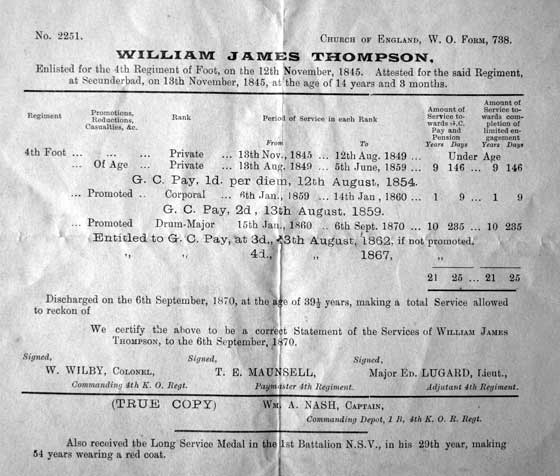 No. 2251.
CHURCH OF ENGLAND, W. O. FORM, 738.
WILLIAM JAMES THOMPSON,
Enlisted for the 4th Regiment of Foot, on the 12th November, 1845. Attested for the said Regiment,
at Secunderbad, on 13th November, 1845, at the age of 14 years and 3 months.
Regiment Promotions, Reductions, Casualties, &c. Rank Period of Service in each Rank Amount of Service towards G.C. Pay and Pension Amount of Service towards completion of limited engagement
From To Years Days Years Days
4th Foot ... ... ... Private ... 13th Nov., 1845 ... 12th Aug. 1849 ... Under Age
... Of Age ... Private ... 13th Aug. 1849 ... 5th June, 1859 ... 9 146 ... 9 146
G. C. Pay, 1d. per diem, 12th August, 1854.
... Promoted .. Corporal ... 6th Jan., 1859 ... 14th Jan, 1860 ... 1 9 ... 1 9
G. C. Pay, 2d, 13th August, 1859.
... Promoted Drum-Major 15th Jan., 1860 .. 6th Sept. 1870 ... 10 235 ... 10 235
Entitled to G. C. Pay, at 3d., 13th August, 1862, if not promoted.
,, ,, 4d., ,, 1867, ,,
21 25 ... 21 25
Discharged on the 6th September, 1870, at the age of 39½ years, making a total Service allowed
to reckon of
We certify the above to be a correct Statement of the Services of WILLIAM JAMES
THOMPSON, to the 6th September, 1870.
Signed, Signed, Signed,
W. WILBY, COLONEL, T. E. MAUNSELL, Major ED. LUGARD, Lieut.,
Commanding 4th K. O. Regt. Paymaster 4th Regiment. Adjutant 4th Regiment.
(TRUE COPY) WM. A. NASH, CAPTAIN,
Commanding Depot, 1 B, 4th K. O. R. Regt.
Also received the Long Service Medal in the 1st Battalion N.S.V., in his 29th year, making
54 years wearing a red coat.